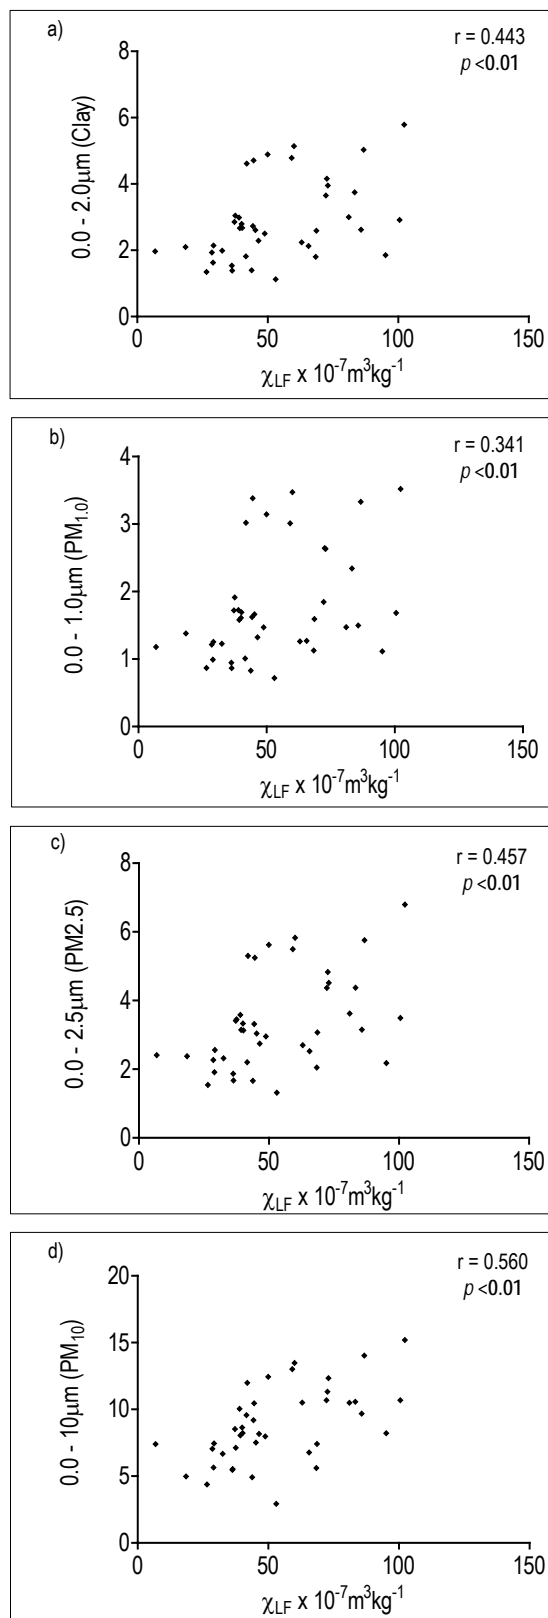 a)
r = 0.443
p <0.01
0.0 - 2.0µm (Clay)
8
6
4
2
0
0 50 100 150
χLF x 10-7m3kg-1
b)
r = 0.341
p <0.01
0.0 - 1.0µm (PM1.0)
4
3
2
1
0
0 50 100 150
χLF x 10-7m3kg-1
c)
r = 0.457
p <0.01
0.0 - 2.5µm (PM2.5)
8
6
4
2
0
0 50 100 150
χLF x 10-7m3kg-1
d)
r = 0.560
p <0.01
0.0 - 10µm (PM10)
20
15
10
5
0
0 50 100 150
χLF x 10-7m3kg-1